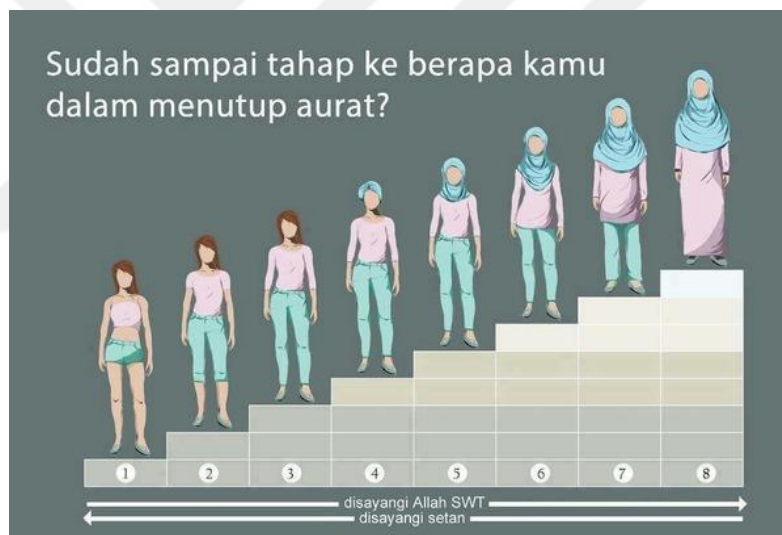 Sudah sampai tahap ke berapa kamu
dalam menutup aurat?
1 2 3 4 5 6 7 8
disayangi Allah SWT
disayangi setan